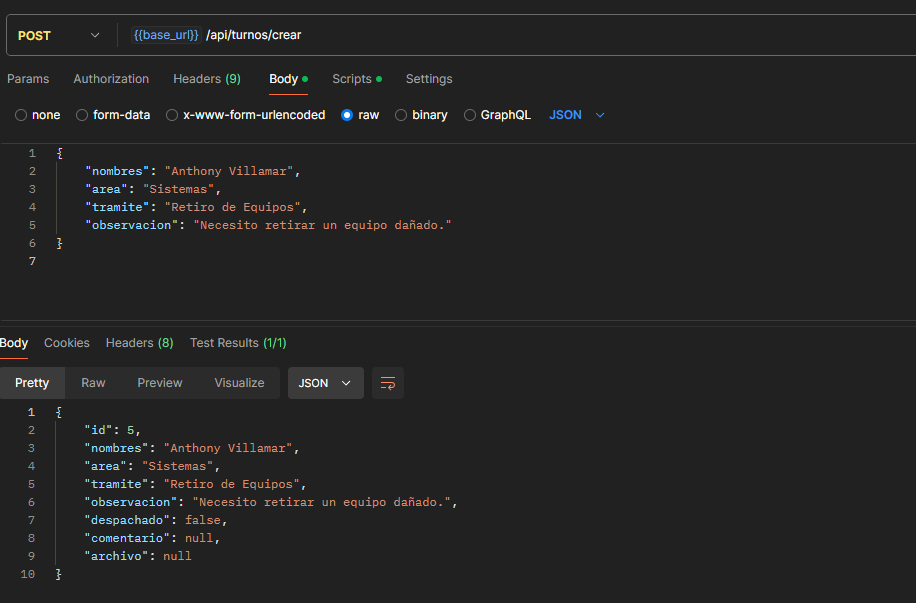 POST {{base_url}} /api/turnos/crear
Params Authorization Headers (9) Body Scripts Settings
none form-data x-www-form-urlencoded raw binary GraphQL JSON
1 {
2 "nombres": "Anthony Villamar",
3 "area": "Sistemas",
4 "tramite": "Retiro de Equipos",
5 "observacion": "Necesito retirar un equipo dañado."
6 }
7
Body Cookies Headers (8) Test Results (1/1)
Pretty Raw Preview Visualize JSON
1 {
2 "id": 5,
3 "nombres": "Anthony Villamar",
4 "area": "Sistemas",
5 "tramite": "Retiro de Equipos",
6 "observacion": "Necesito retirar un equipo dañado.",
7 "despachado": false,
8 "comentario": null,
9 "archivo": null
10 }